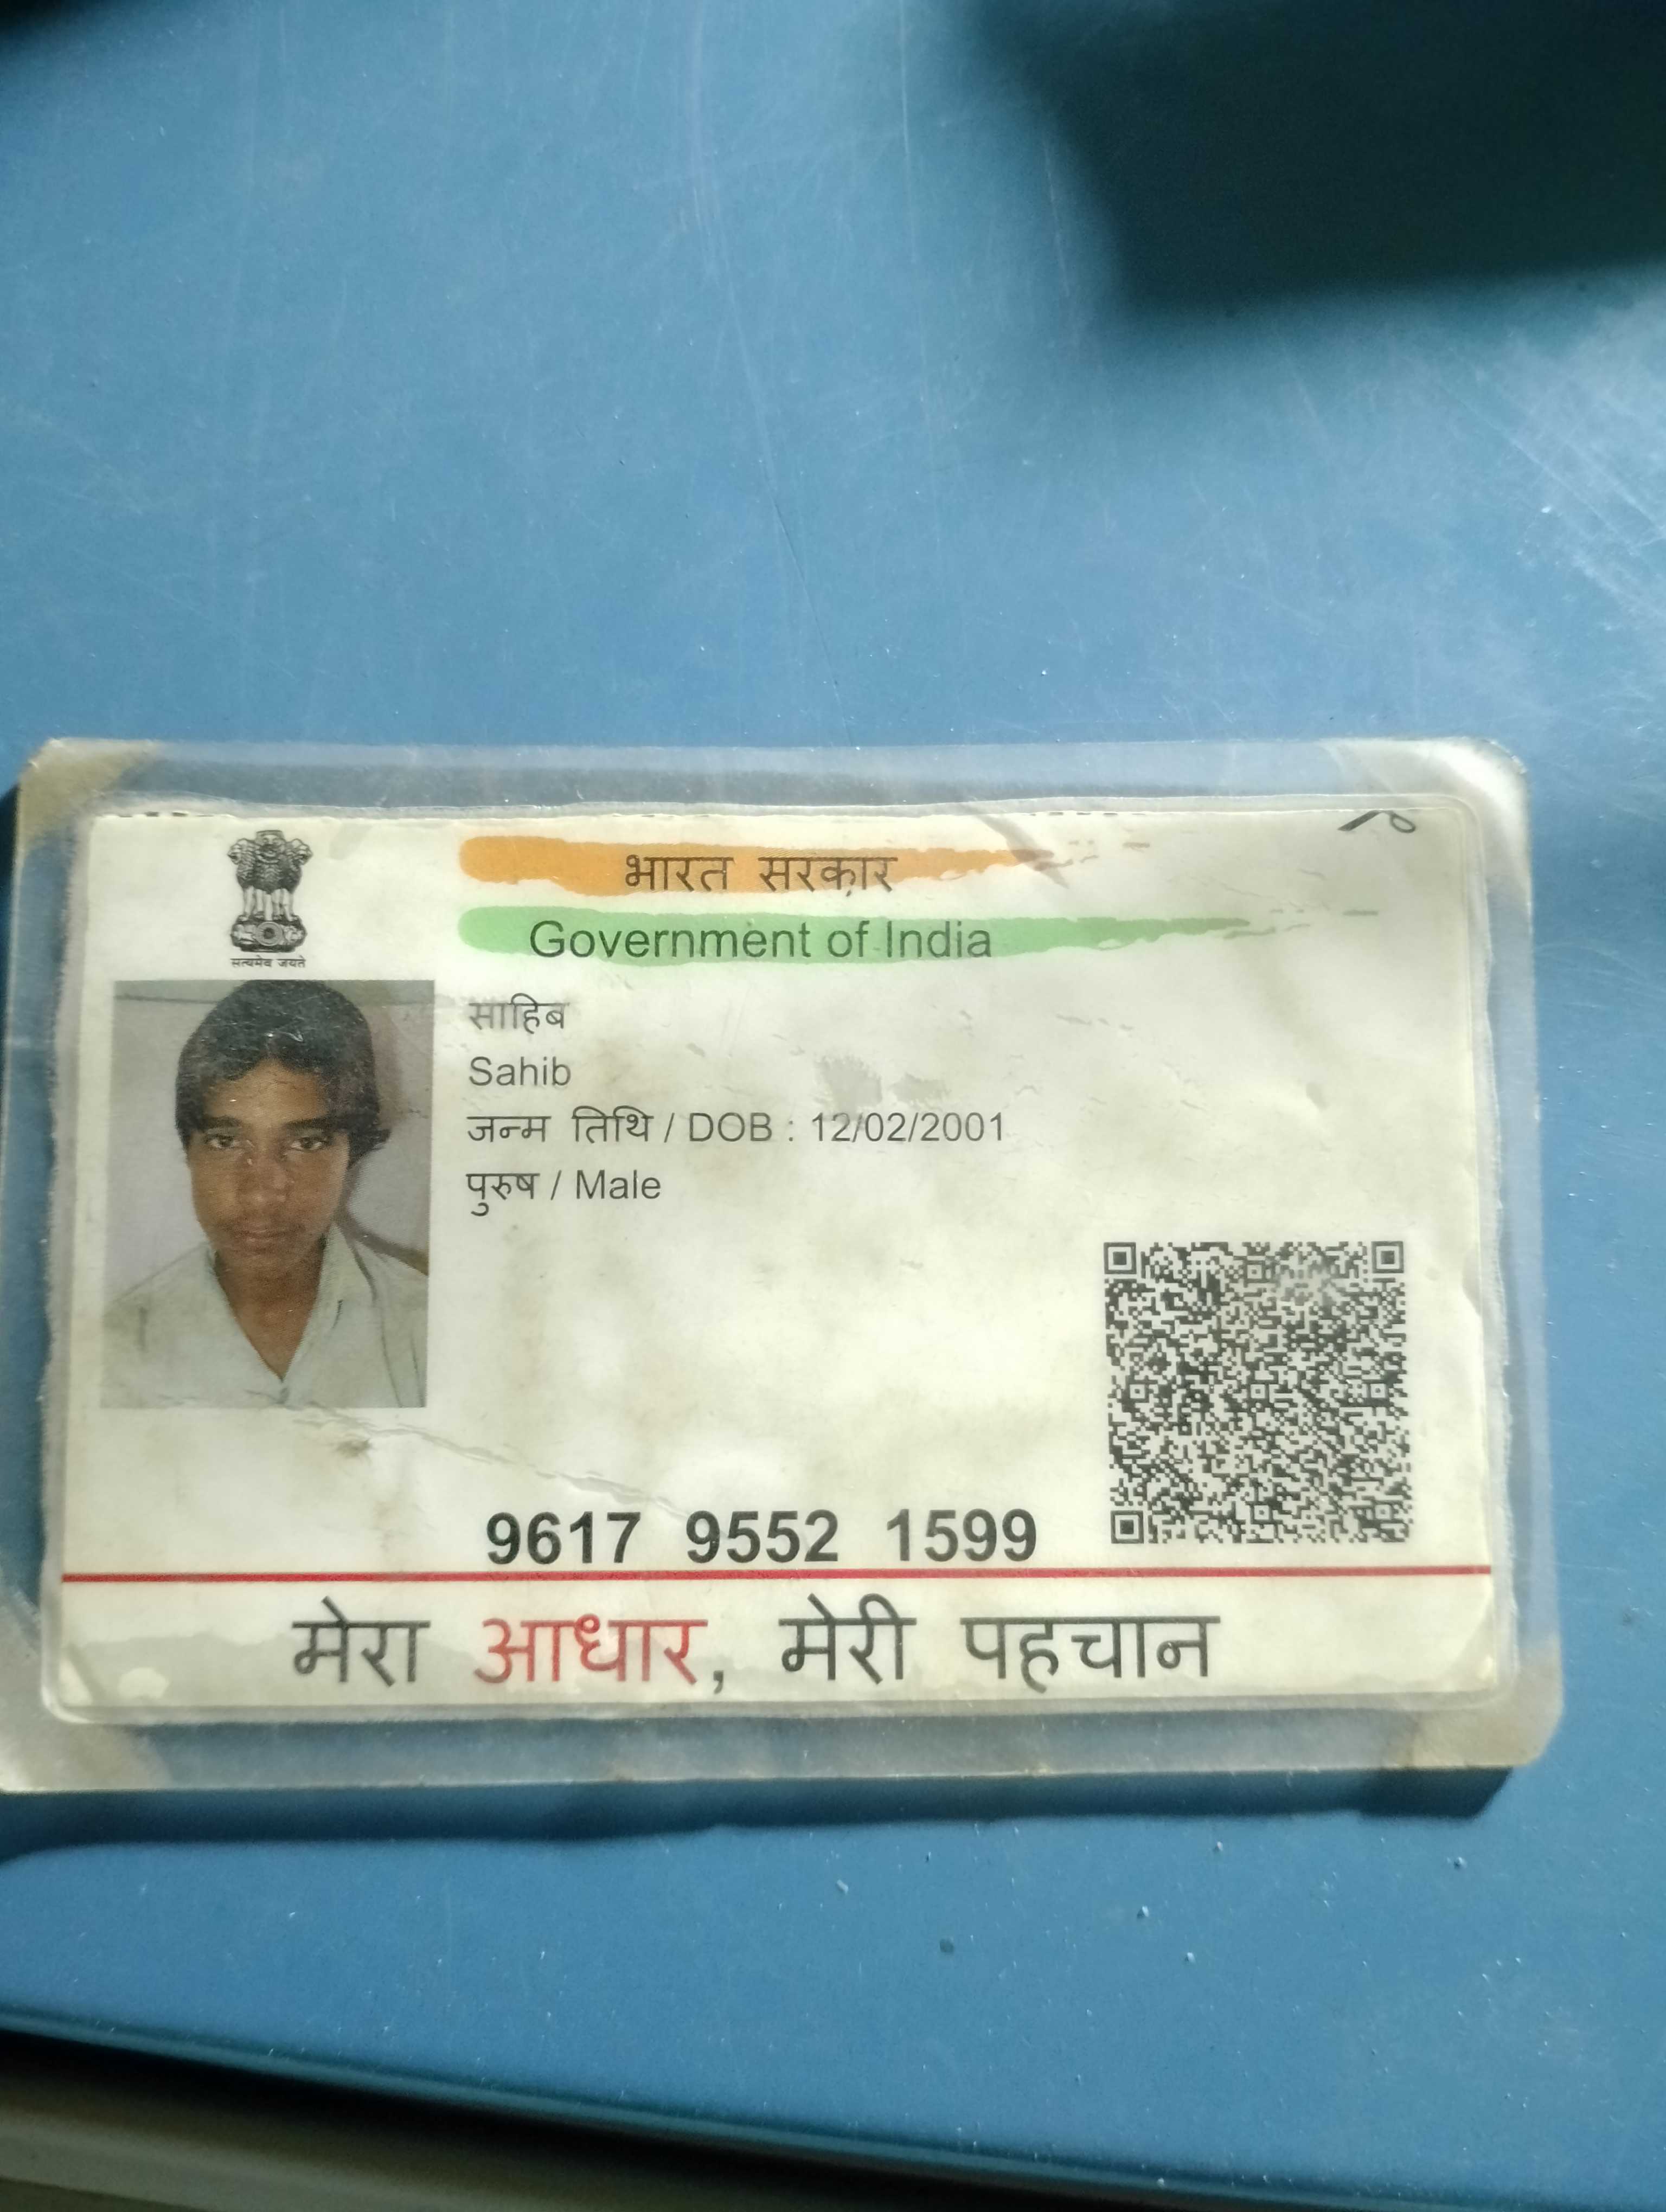 भारत सरकार
Government of India
सत्यमेव जयते
साहिब
Sahib
जन्म तिथि / DOB : 12/02/2001
पुरुष / Male
9617 9552 1599
मेरा आधार, मेरी पहचान